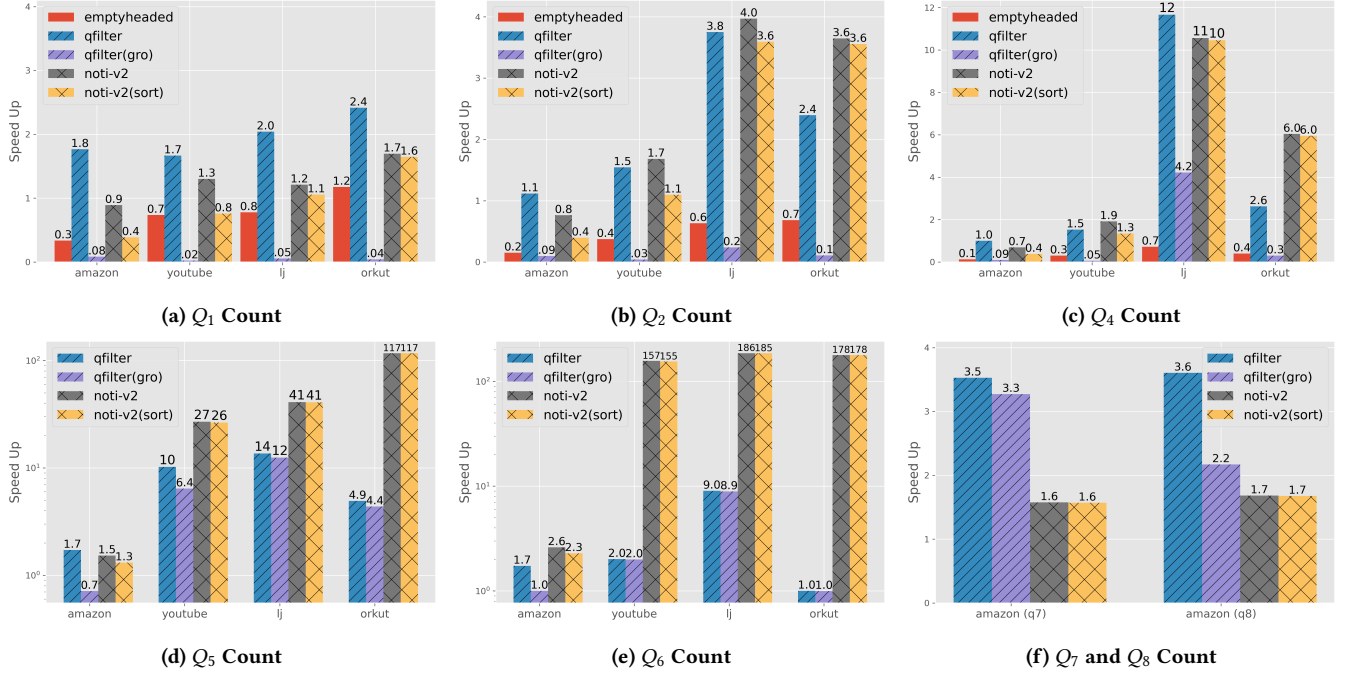 emptyheaded
qfilter
qfilter(gro)
noti-v2
noti-v2(sort)
Speed Up
4
3
2
1
0
0.3 1.8 .08 0.9 0.4
0.7 1.7 .02 1.3 0.8
0.8 2.0 .05 1.2 1.1
1.2 2.4 .04 1.7 1.6
amazon youtube lj orkut
(a) Q1 Count
emptyheaded
qfilter
qfilter(gro)
noti-v2
noti-v2(sort)
Speed Up
4
3
2
1
0
0.2 1.1 .09 0.8 0.4
0.4 1.5 .03 1.7 1.1
0.6 3.8 0.2 4.0 3.6
0.7 2.4 0.1 3.6 3.6
amazon youtube lj orkut
(b) Q2 Count
emptyheaded
qfilter
qfilter(gro)
noti-v2
noti-v2(sort)
Speed Up
12
10
8
6
4
2
0
0.1 1.0 .09 0.7 0.4
0.3 1.5 .05 1.9 1.3
0.7 12 4.2 11 10
0.4 2.6 0.3 6.0 6.0
amazon youtube lj orkut
(c) Q4 Count
qfilter
qfilter(gro)
noti-v2
noti-v2(sort)
Speed Up
10²
10¹
10⁰
1.7 0.7 1.5 1.3
10 6.4 27 26
14 12 41 41
4.9 4.4 117 117
amazon youtube lj orkut
(d) Q5 Count
qfilter
qfilter(gro)
noti-v2
noti-v2(sort)
Speed Up
10²
10¹
10⁰
1.7 1.0 2.6 2.3
2.0 2.0 157 155
9.0 8.9 186 185
1.0 1.0 178 178
amazon youtube lj orkut
(e) Q6 Count
qfilter
qfilter(gro)
noti-v2
noti-v2(sort)
Speed Up
4
3
2
1
0
3.5 3.3 1.6 1.6
3.6 2.2 1.7 1.7
amazon (q7) amazon (q8)
(f) Q7 and Q8 Count